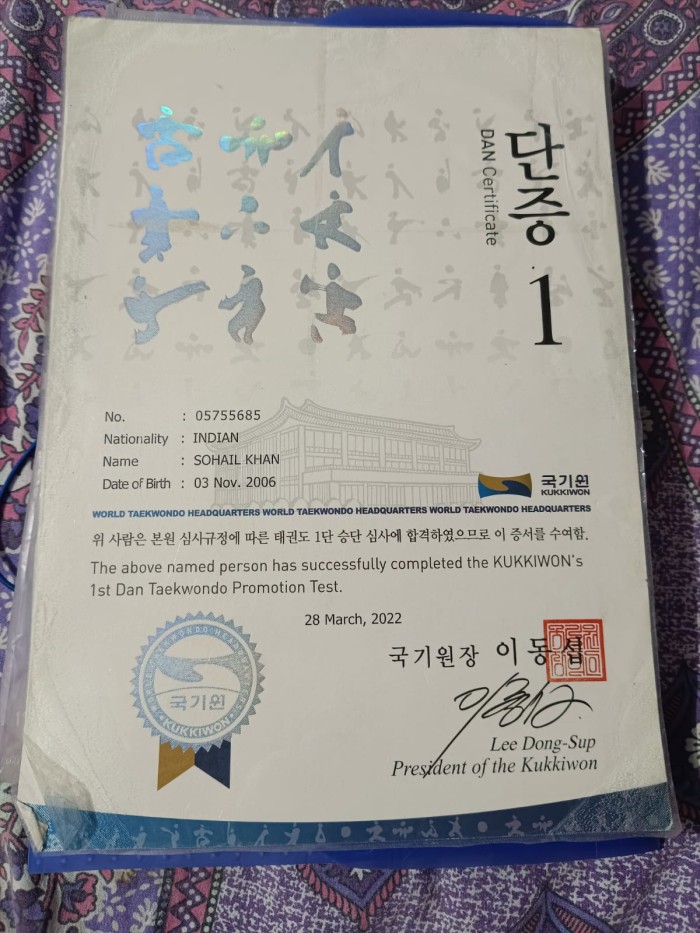 단증
DAN Certificate
1
No. : 05755685
Nationality : INDIAN
Name : SOHAIL KHAN
Date of Birth : 03 Nov. 2006
국기원
KUKKIWON
WORLD TAEKWONDO HEADQUARTERS WORLD TAEKWONDO HEADQUARTERS WORLD TAEKWONDO HEADQUARTERS
위 사람은 본원 심사규정에 따른 태권도 1단 승단 심사에 합격하였으므로 이 증서를 수여함.
The above named person has successfully completed the KUKKIWON's
1st Dan Taekwondo Promotion Test.
28 March, 2022
국기원장 이동섭
Lee Dong-Sup
President of the Kukkiwon
WORLD TAEKWONDO HEADQUARTERS
국기원
KUKKIWON